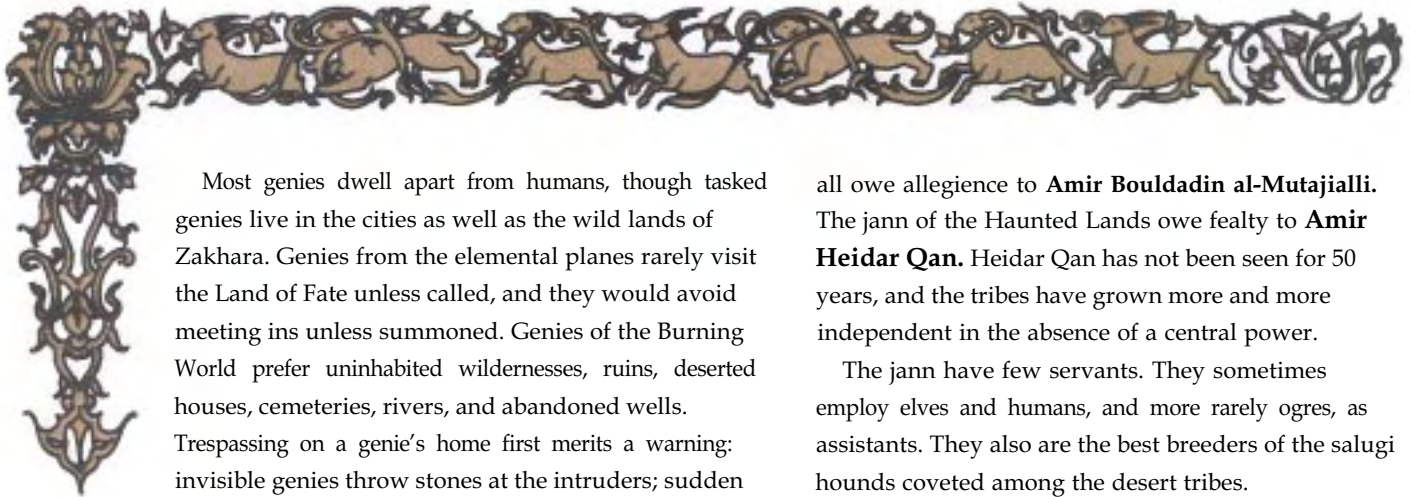 Most genies dwell apart from humans, though tasked
genies live in the cities as well as the wild lands of
Zakhara. Genies from the elemental planes rarely visit
the Land of Fate unless called, and they would avoid
meeting ins unless summoned. Genies of the Burning
World prefer uninhabited wildernesses, ruins, deserted
houses, cemeteries, rivers, and abandoned wells.
Trespassing on a genie’s home first merits a warning:
invisible genies throw stones at the intruders; sudden
all owe allegience to Amir Bouldadin al-Mutajialli.
The jann of the Haunted Lands owe fealty to Amir
Heidar Qan. Heidar Qan has not been seen for 50
years, and the tribes have grown more and more
independent in the absence of a central power.
The jann have few servants. They sometimes
employ elves and humans, and more rarely ogres, as
assistants. They also are the best breeders of the salugi
hounds coveted among the desert tribes.